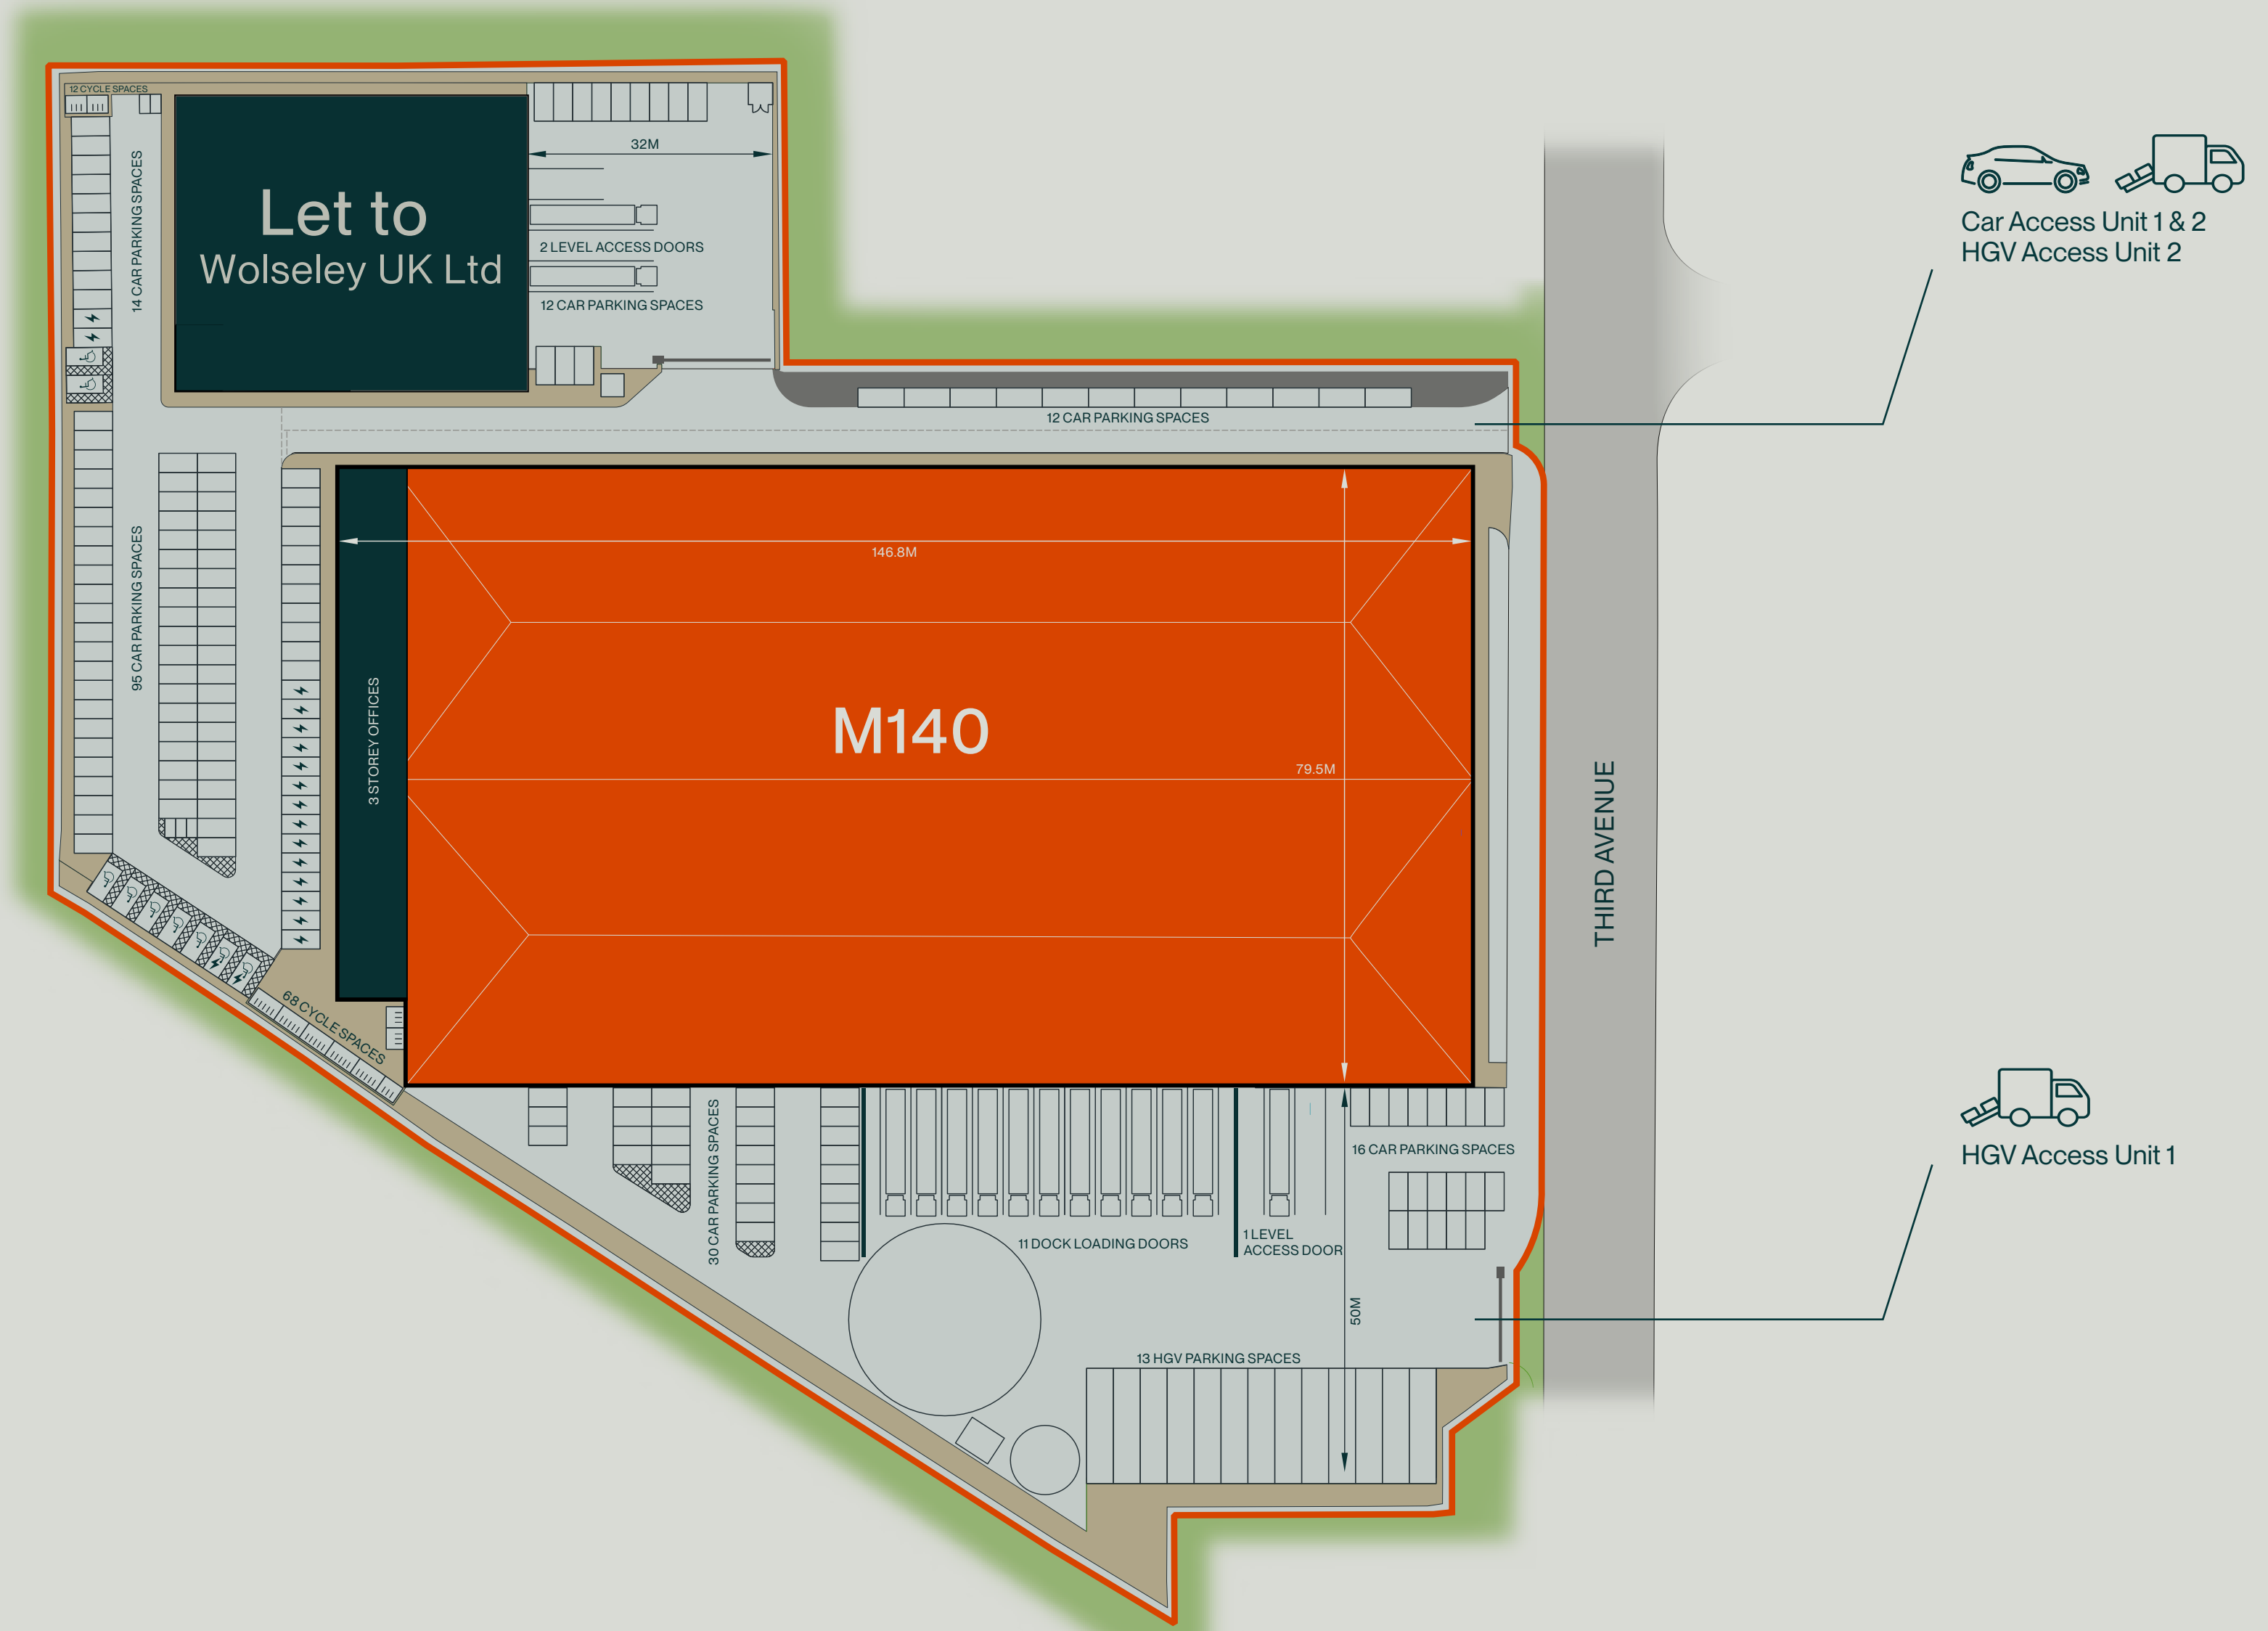 12 CYCLE SPACES
14 CAR PARKING SPACES
Let to
Wolseley UK Ltd
32M
2 LEVEL ACCESS DOORS
12 CAR PARKING SPACES
Car Access Unit 1 & 2
HGV Access Unit 2
12 CAR PARKING SPACES
95 CAR PARKING SPACES
3 STOREY OFFICES
146.8M
M140
79.5M
THIRD AVENUE
68 CYCLE SPACES
30 CAR PARKING SPACES
16 CAR PARKING SPACES
HGV Access Unit 1
11 DOCK LOADING DOORS
1 LEVEL
ACCESS DOOR
50M
13 HGV PARKING SPACES